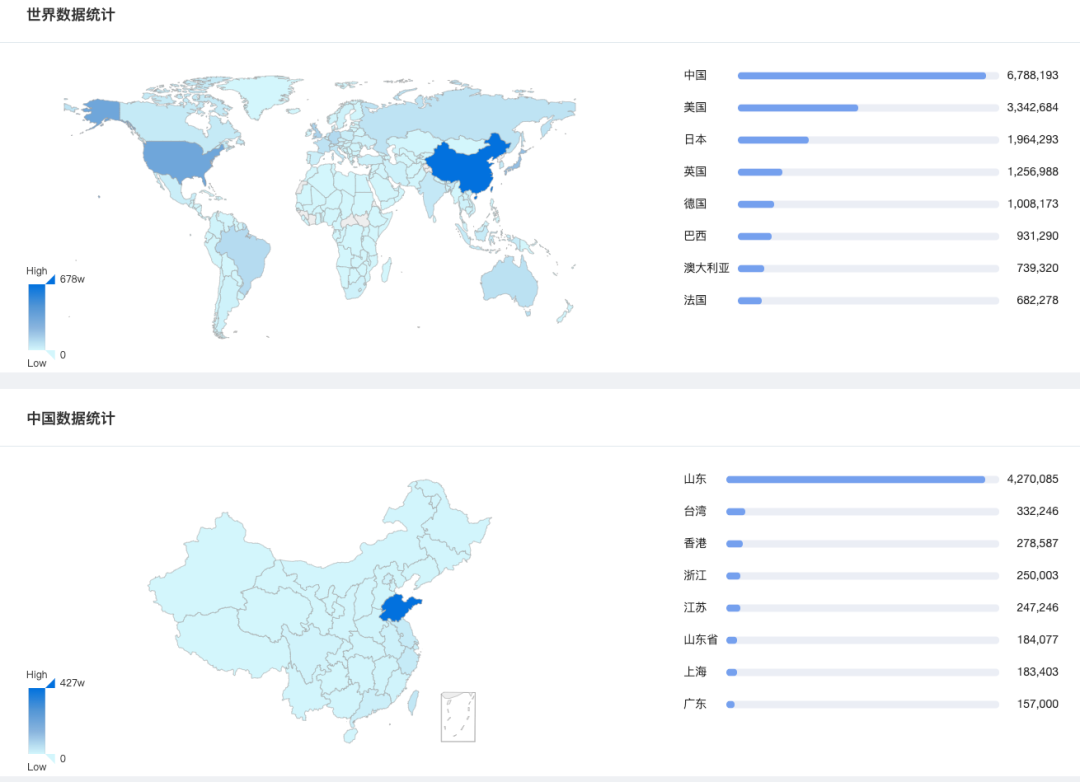 世界数据统计
中国 6,788,193
美国 3,342,684
日本 1,964,293
英国 1,256,988
德国 1,008,173
巴西 931,290
澳大利亚 739,320
法国 682,278
High
678w
0
Low
中国数据统计
山东 4,270,085
台湾 332,246
香港 278,587
浙江 250,003
江苏 247,246
山东省 184,077
上海 183,403
广东 157,000
High
427w
0
Low